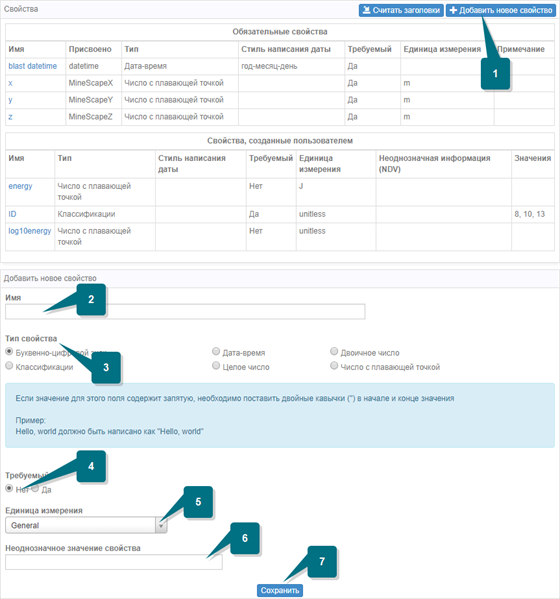 Свойства
Считать заголовки
Добавить новое свойство
Обязательные свойства
Имя Присвоено Тип Стиль написания даты Требуемый Единица измерения Примечание
blast datetime datetime Дата-время год-месяц-день Да
x MineScapeX Число с плавающей точкой Да m
y MineScapeY Число с плавающей точкой Да m
z MineScapeZ Число с плавающей точкой Да m
1
Свойства, созданные пользователем
Имя Тип Стиль написания даты Требуемый Единица измерения Неоднозначная информация (NDV) Значения
energy Число с плавающей точкой Нет J
ID Классификации Да unitless 8, 10, 13
log10energy Число с плавающей точкой Нет unitless
Добавить новое свойство
Имя
2
Тип свойства
3
Буквенно-цифровой Дата-время Двоичное число
Классификации Целое число Число с плавающей точкой
Если значение для этого поля содержит запятую, необходимо поставить двойные кавычки (") в начале и конце значения
Пример:
Hello, world должно быть написано как "Hello, world"
Требуемый
4
Нет Да
Единица измерения
5
General
Неоднозначное значение свойства
6
7
Сохранить